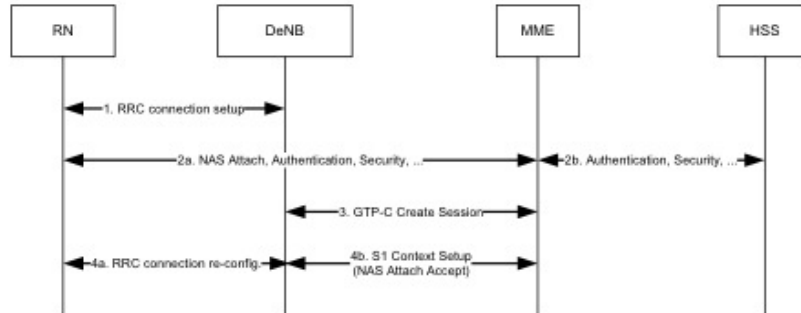 RN
DeNB
MME
HSS
1. RRC connection setup
2a. NAS Attach, Authentication, Security, ...
2b. Authentication, Security, ...
3. GTP-C Create Session
4a. RRC connection re-config.
4b. S1 Context Setup
(NAS Attach Accept)